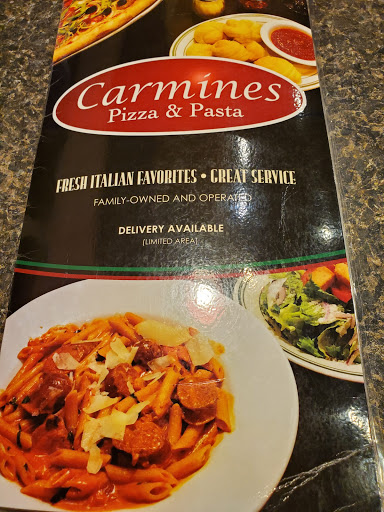 Carmines
Pizza & Pasta
FRESH ITALIAN FAVORITES • GREAT SERVICE
FAMILY-OWNED AND OPERATED
DELIVERY AVAILABLE
(LIMITED AREA)